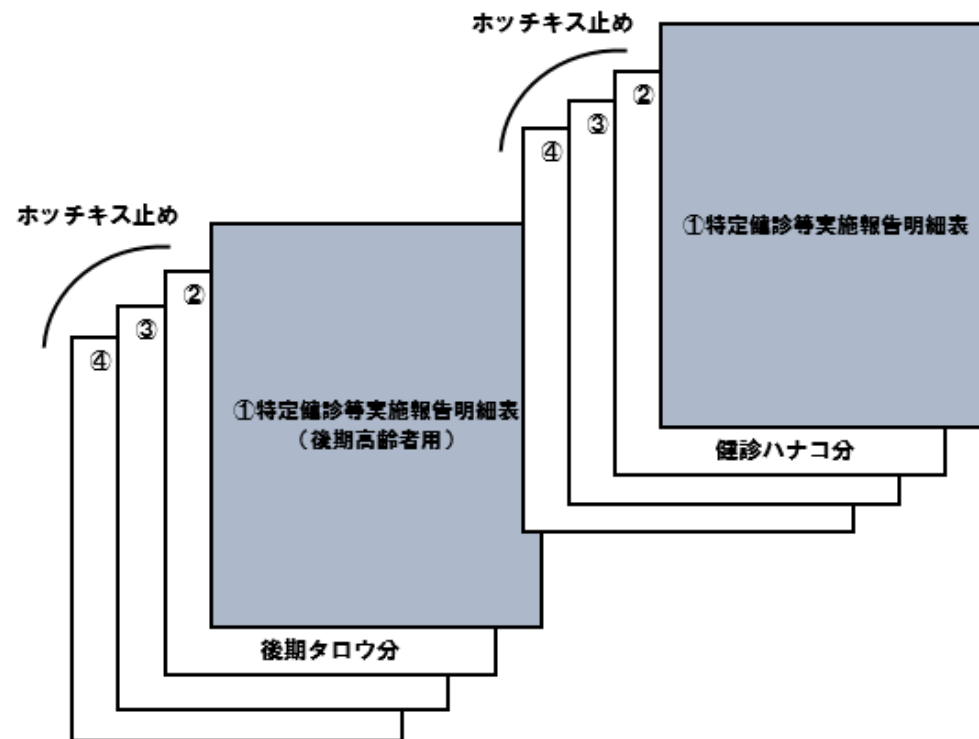 ホッチキス止め
②
③
④
①特定健診等実施報告明細表
健診ハナコ分
ホッチキス止め
②
③
④
①特定健診等実施報告明細表
（後期高齢者用）
後期タロウ分